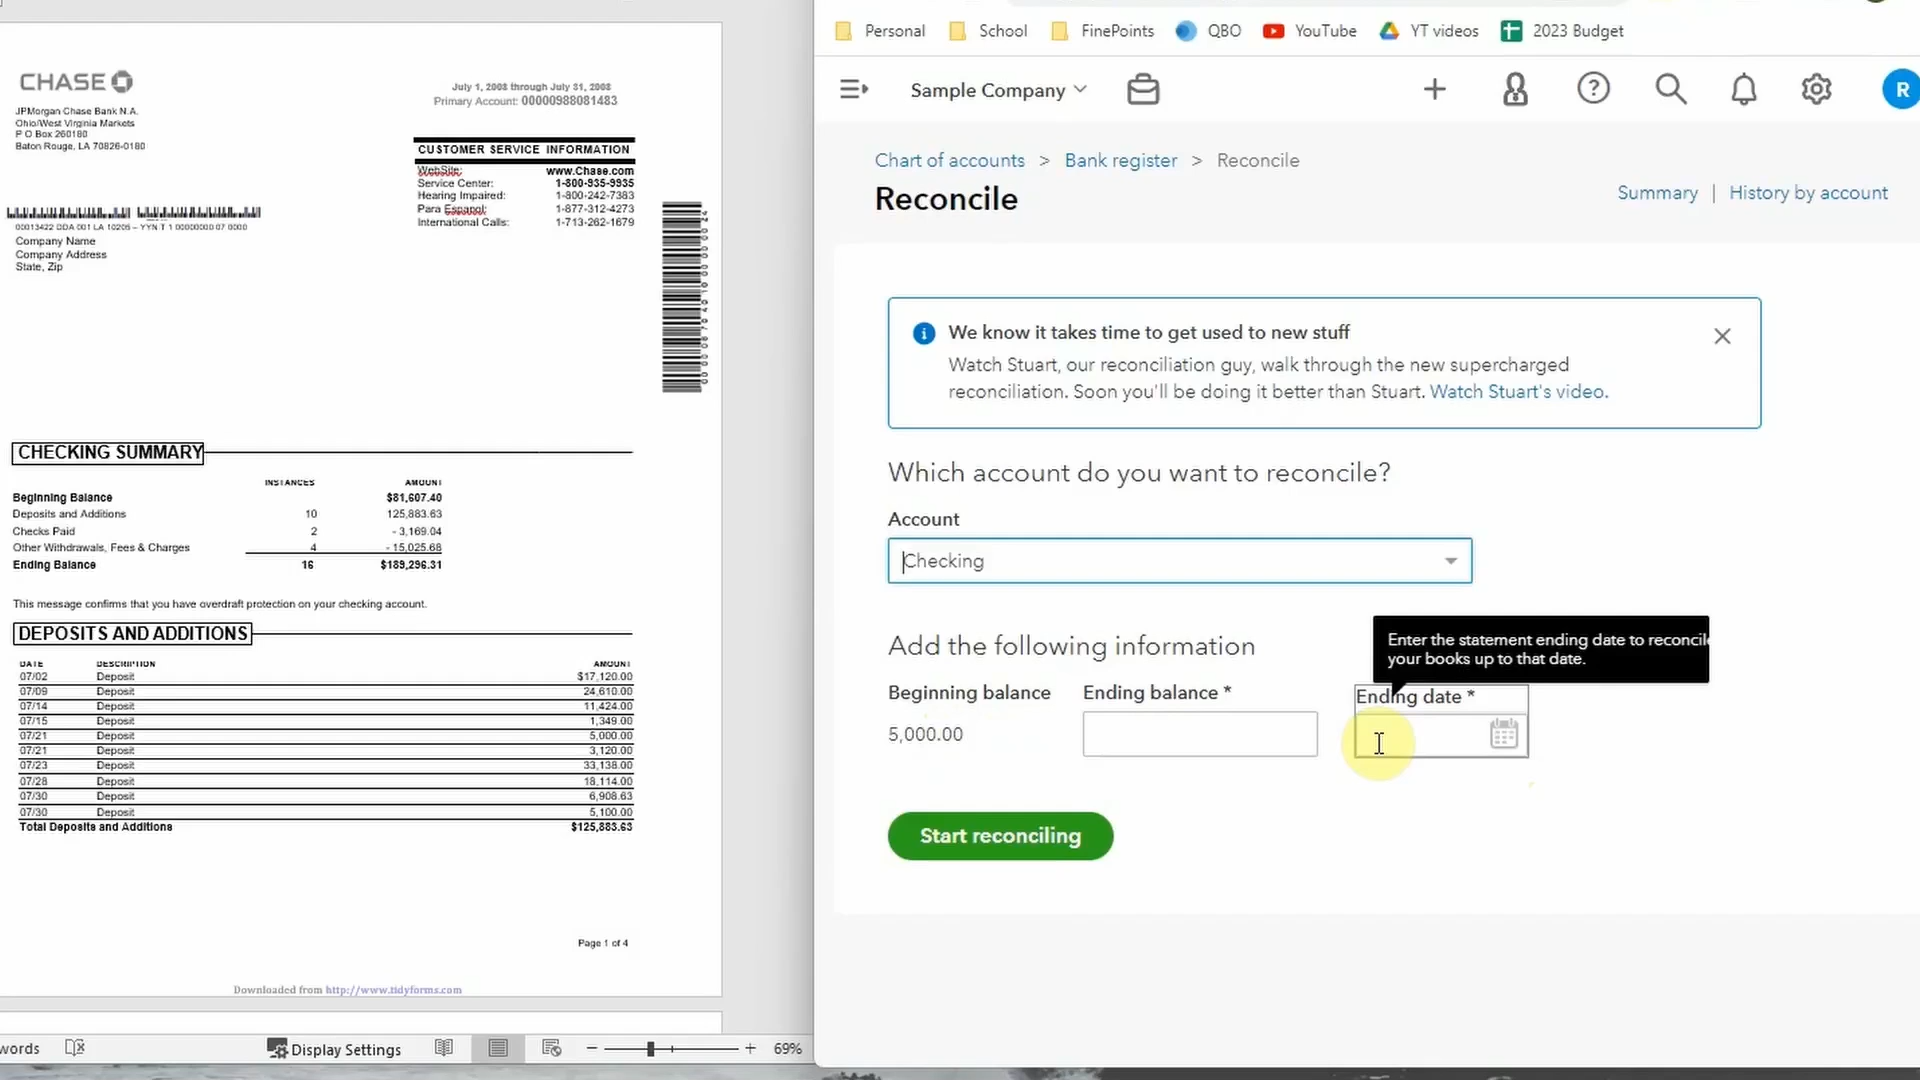 CHASE
JPMorgan Chase Bank N.A.
Ohio/West Virginia Markets
P O Box 260180
Baton Rouge, LA 70826-0180
July 1, 2008 through July 31, 2008
Primary Account: 00000988081483
CUSTOMER SERVICE INFORMATION
WebSite: www.Chase.com
Service Center: 1-800-935-9935
Hearing Impaired: 1-800-242-7383
Para Espanol: 1-877-312-4273
International Calls: 1-713-262-1679
00013422 DDA 001 LA 10205 – YYN T 1 00000000 07 0000
Company Name
Company Address
State, Zip
CHECKING SUMMARY
INSTANCES AMOUNT
Beginning Balance $81,607.40
Deposits and Additions 10 125,883.63
Checks Paid 2 - 3,169.04
Other Withdrawals, Fees & Charges 4 - 15,025.68
Ending Balance 16 $189,296.31
This message confirms that you have overdraft protection on your checking account.
DEPOSITS AND ADDITIONS
DATE DESCRIPTION AMOUNT
07/02 Deposit $17,120.00
07/09 Deposit 24,610.00
07/14 Deposit 11,424.00
07/15 Deposit 1,349.00
07/21 Deposit 5,000.00
07/21 Deposit 3,120.00
07/23 Deposit 33,138.00
07/28 Deposit 18,114.00
07/30 Deposit 6,908.63
07/30 Deposit 5,100.00
Total Deposits and Additions $125,883.63
Page 1 of 4
Downloaded from http://www.tidyforms.com
words Display Settings 69%
Personal School FinePoints QBO YouTube YT videos 2023 Budget
Sample Company R
Chart of accounts > Bank register > Reconcile
Reconcile
Summary | History by account
We know it takes time to get used to new stuff
Watch Stuart, our reconciliation guy, walk through the new supercharged
reconciliation. Soon you'll be doing it better than Stuart. Watch Stuart's video.
Which account do you want to reconcile?
Account
Checking
Enter the statement ending date to reconcil
your books up to that date.
Add the following information
Beginning balance Ending balance * Ending date *
5,000.00
Start reconciling